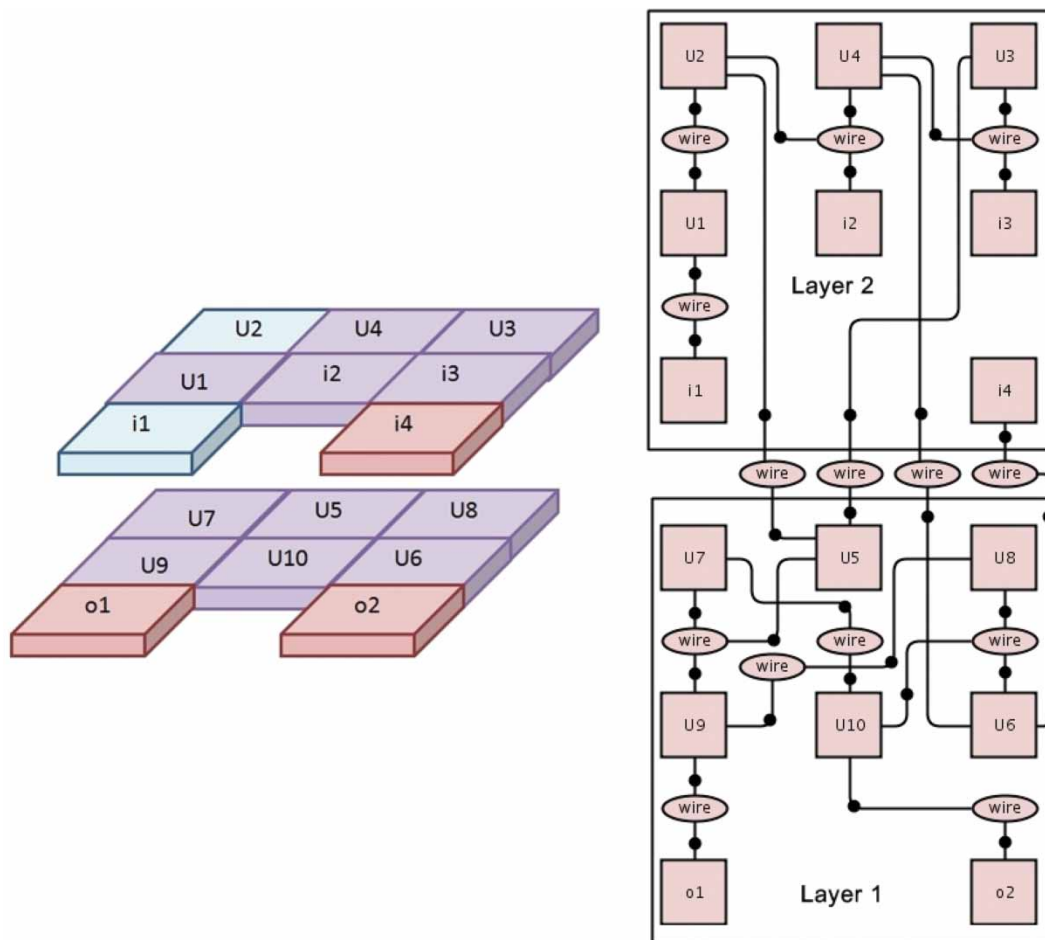 U2 U4 U3
U1 i2 i3
i1 i4
U7 U5 U8
U9 U10 U6
o1 o2
U2 U4 U3
wire wire wire
U1 i2 i3
Layer 2
wire
i1 i4
wire wire wire wire
U7 U5 U8
wire wire wire
wire
U9 U10 U6
wire wire
o1 Layer 1 o2